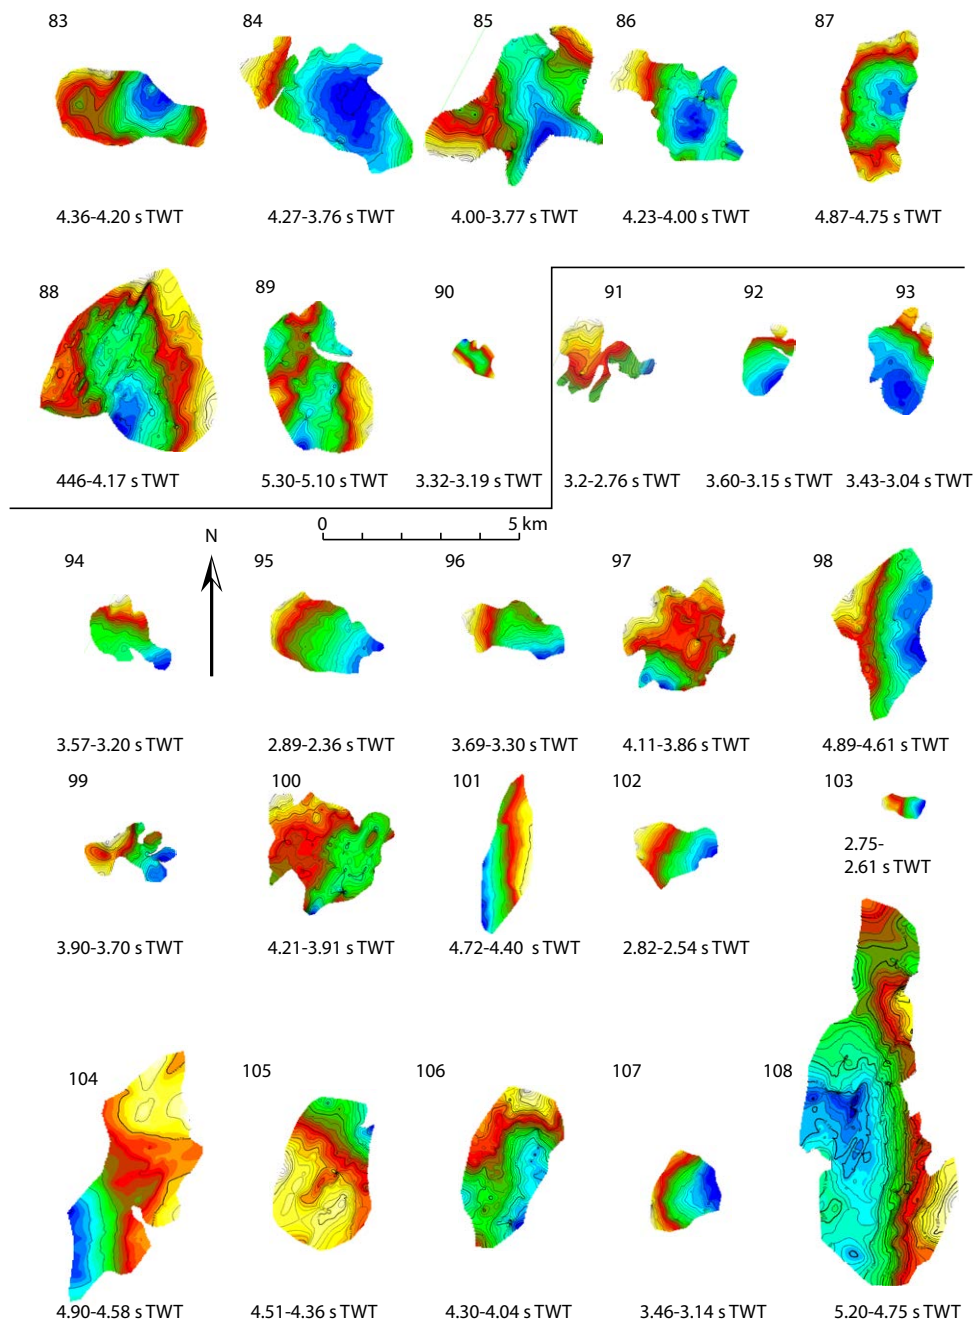 83 84 85 86 87
4.36-4.20 s TWT 4.27-3.76 s TWT 4.00-3.77 s TWT 4.23-4.00 s TWT 4.87-4.75 s TWT
88 89 90 91 92 93
446-4.17 s TWT 5.30-5.10 s TWT 3.32-3.19 s TWT 3.2-2.76 s TWT 3.60-3.15 s TWT 3.43-3.04 s TWT
0 5 km
N
94 95 96 97 98
3.57-3.20 s TWT 2.89-2.36 s TWT 3.69-3.30 s TWT 4.11-3.86 s TWT 4.89-4.61 s TWT
99 100 101 102 103
2.75-
2.61 s TWT
3.90-3.70 s TWT 4.21-3.91 s TWT 4.72-4.40 s TWT 2.82-2.54 s TWT
104 105 106 107 108
4.90-4.58 s TWT 4.51-4.36 s TWT 4.30-4.04 s TWT 3.46-3.14 s TWT 5.20-4.75 s TWT